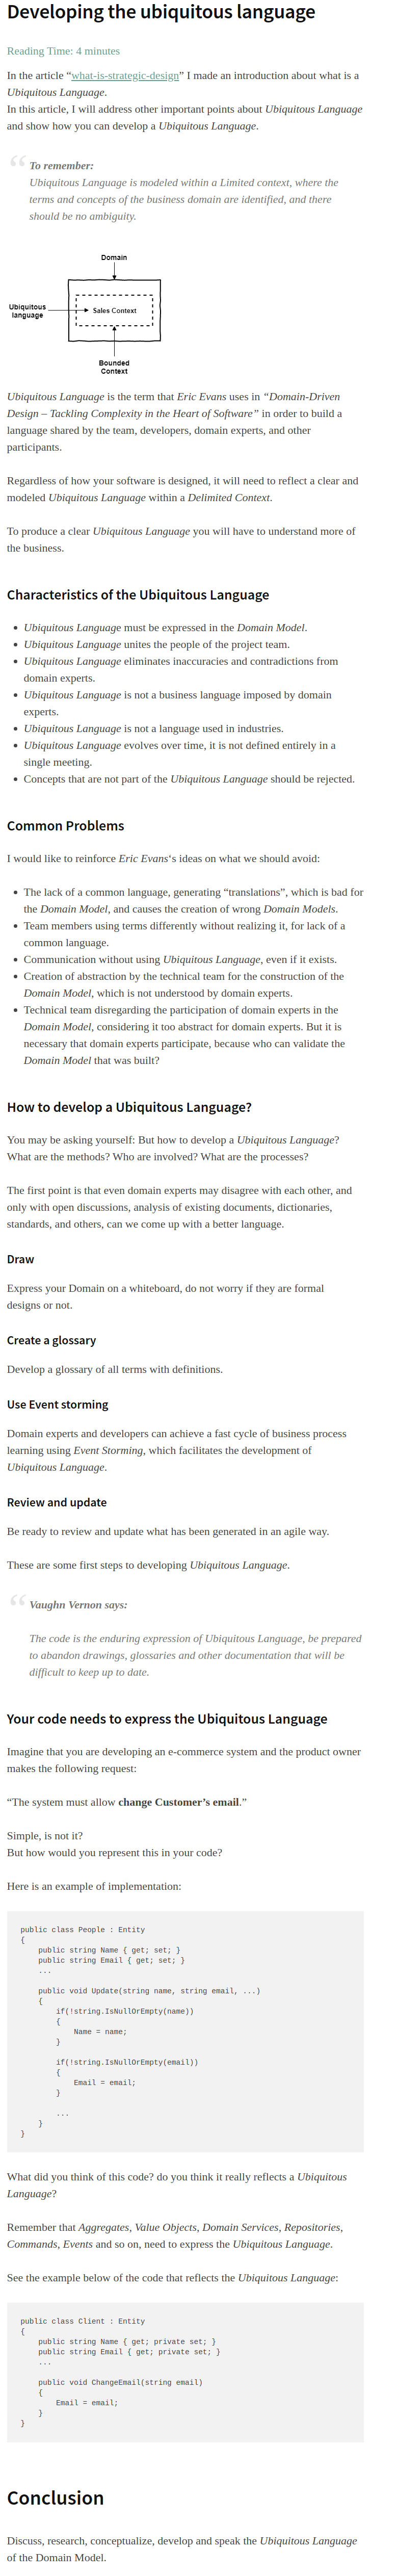 Developing the ubiquitous language
Reading Time: 4 minutes
In the article “what-is-strategic-design” I made an introduction about what is a
Ubiquitous Language.
In this article, I will address other important points about Ubiquitous Language
and show how you can develop a Ubiquitous Language.
“
To remember:
Ubiquitous Language is modeled within a Limited context, where the
terms and concepts of the business domain are identified, and there
should be no ambiguity.
Domain
Ubiquitous
language
Sales Context
Bounded
Context
Ubiquitous Language is the term that Eric Evans uses in “Domain-Driven
Design – Tackling Complexity in the Heart of Software” in order to build a
language shared by the team, developers, domain experts, and other
participants.
Regardless of how your software is designed, it will need to reflect a clear and
modeled Ubiquitous Language within a Delimited Context.
To produce a clear Ubiquitous Language you will have to understand more of
the business.
Characteristics of the Ubiquitous Language
• Ubiquitous Language must be expressed in the Domain Model.
• Ubiquitous Language unites the people of the project team.
• Ubiquitous Language eliminates inaccuracies and contradictions from
domain experts.
• Ubiquitous Language is not a business language imposed by domain
experts.
• Ubiquitous Language is not a language used in industries.
• Ubiquitous Language evolves over time, it is not defined entirely in a
single meeting.
• Concepts that are not part of the Ubiquitous Language should be rejected.
Common Problems
I would like to reinforce Eric Evans‘s ideas on what we should avoid:
• The lack of a common language, generating “translations”, which is bad for
the Domain Model, and causes the creation of wrong Domain Models.
• Team members using terms differently without realizing it, for lack of a
common language.
• Communication without using Ubiquitous Language, even if it exists.
• Creation of abstraction by the technical team for the construction of the
Domain Model, which is not understood by domain experts.
• Technical team disregarding the participation of domain experts in the
Domain Model, considering it too abstract for domain experts. But it is
necessary that domain experts participate, because who can validate the
Domain Model that was built?
How to develop a Ubiquitous Language?
You may be asking yourself: But how to develop a Ubiquitous Language?
What are the methods? Who are involved? What are the processes?
The first point is that even domain experts may disagree with each other, and
only with open discussions, analysis of existing documents, dictionaries,
standards, and others, can we come up with a better language.
Draw
Express your Domain on a whiteboard, do not worry if they are formal
designs or not.
Create a glossary
Develop a glossary of all terms with definitions.
Use Event storming
Domain experts and developers can achieve a fast cycle of business process
learning using Event Storming, which facilitates the development of
Ubiquitous Language.
Review and update
Be ready to review and update what has been generated in an agile way.
These are some first steps to developing Ubiquitous Language.
“
Vaughn Vernon says:
The code is the enduring expression of Ubiquitous Language, be prepared
to abandon drawings, glossaries and other documentation that will be
difficult to keep up to date.
Your code needs to express the Ubiquitous Language
Imagine that you are developing an e-commerce system and the product owner
makes the following request:
“The system must allow change Customer’s email.”
Simple, is not it?
But how would you represent this in your code?
Here is an example of implementation:
public class People : Entity
{
    public string Name { get; set; }
    public string Email { get; set; }
    ...
    public void Update(string name, string email, ...)
    {
        if(!string.IsNullOrEmpty(name))
        {
            Name = name;
        }
        if(!string.IsNullOrEmpty(email))
        {
            Email = email;
        }
        ...
    }
}
What did you think of this code? do you think it really reflects a Ubiquitous
Language?
Remember that Aggregates, Value Objects, Domain Services, Repositories,
Commands, Events and so on, need to express the Ubiquitous Language.
See the example below of the code that reflects the Ubiquitous Language:
public class Client : Entity
{
    public string Name { get; private set; }
    public string Email { get; private set; }
    ...
    public void ChangeEmail(string email)
    {
        Email = email;
    }
}
Conclusion
Discuss, research, conceptualize, develop and speak the Ubiquitous Language
of the Domain Model.